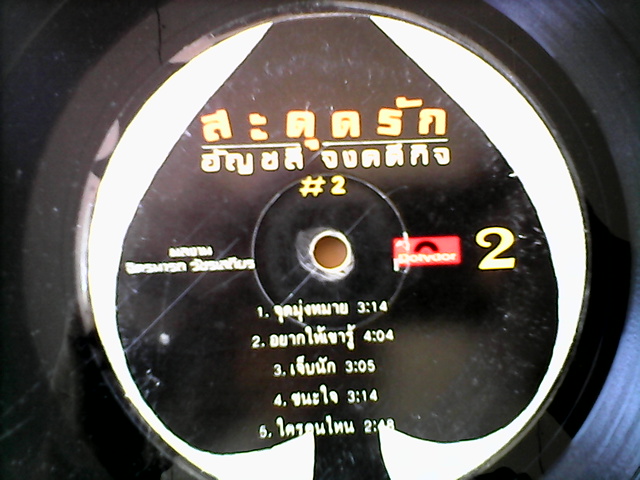 สะดุดรัก
อัญชลี จงคดีกิจ
#2
polydor
2
1. จุดมุ่งหมาย 3:14
2. อยากให้เขารู้ 4:04
3. เจ็บนัก 3:05
4. ชนะใจ 3:14
5. ใครคนไหน 2:48